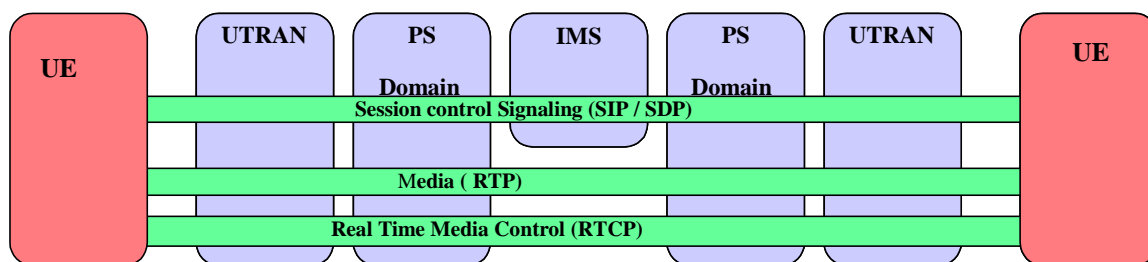 UE
UTRAN
PS
Domain
IMS
PS
Domain
UTRAN
UE
Session control Signaling (SIP / SDP)
Media ( RTP)
Real Time Media Control (RTCP)